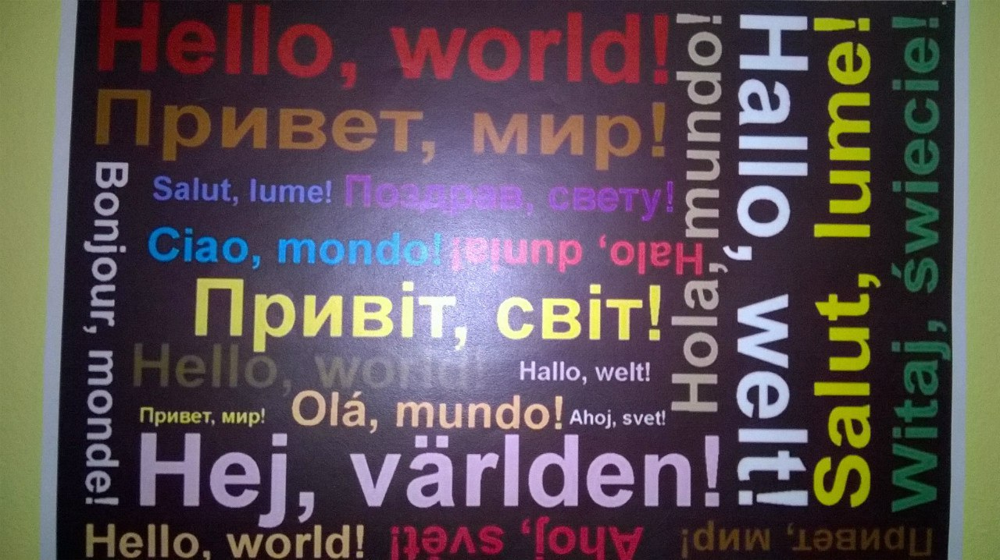 Hello, world!
Привет, мир!
Salut, lume!
Поздрав, свету!
Ciao, mondo!
Halo, dunia!
Привіт, світ!
Hello, world!
Hallo, welt!
Привет, мир!
Olá, mundo!
Ahoj, svet!
Hej, världen!
Hello, world!
Ahoj, svět!
Привет, мир!
Bonjour, monde!
Hola, mundo!
Hallo, welt!
Salut, lume!
Witaj, świecie!